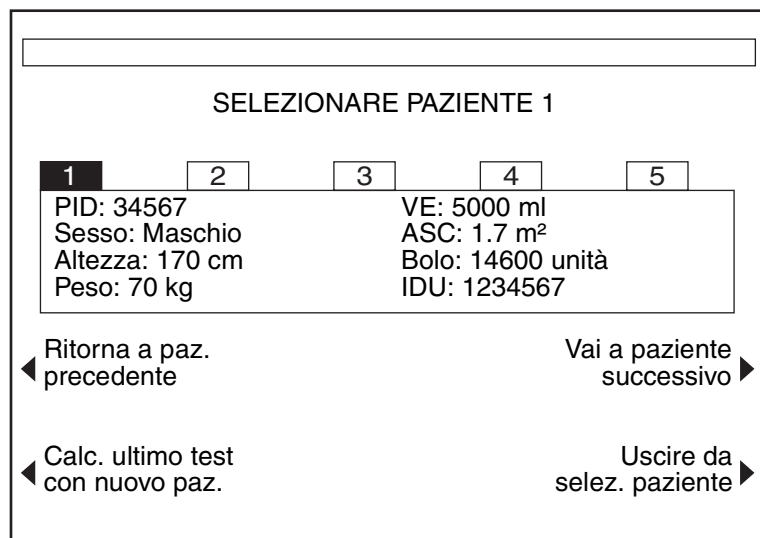 SELEZIONARE PAZIENTE 1
1 2 3 4 5
PID: 34567 VE: 5000 ml
Sesso: Maschio ASC: 1.7 m²
Altezza: 170 cm Bolo: 14600 unità
Peso: 70 kg IDU: 1234567
Ritorna a paz. Vai a paziente
precedente successivo
Calc. ultimo test Uscire da
con nuovo paz. selez. paziente